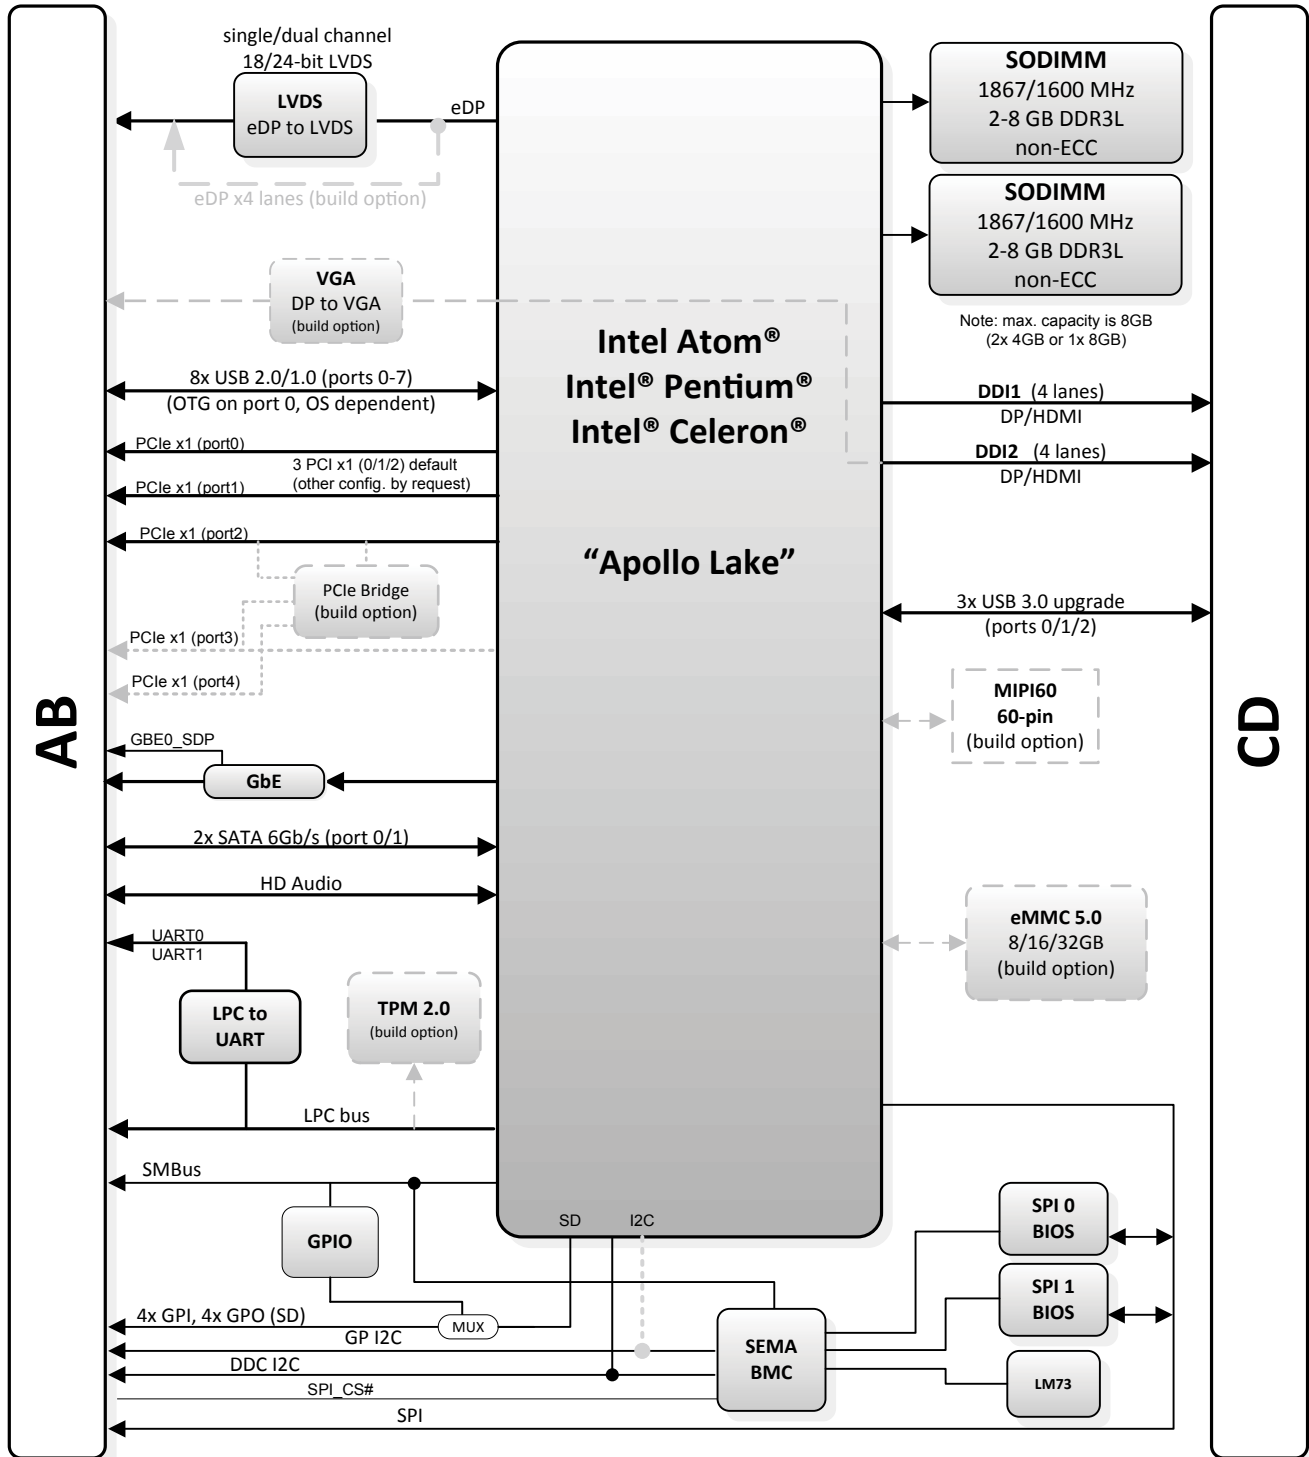 single/dual channel
18/24-bit LVDS
LVDS
eDP to LVDS
eDP
eDP x4 lanes (build option)
VGA
DP to VGA
(build option)
8x USB 2.0/1.0 (ports 0-7)
(OTG on port 0, OS dependent)
PCIe x1 (port0)
3 PCI x1 (0/1/2) default
(other config. by request)
PCIe x1 (port1)
PCIe x1 (port2)
PCIe Bridge
(build option)
PCIe x1 (port3)
PCIe x1 (port4)
AB
GBE0_SDP
GbE
2x SATA 6Gb/s (port 0/1)
HD Audio
UART0
UART1
LPC to
UART
TPM 2.0
(build option)
LPC bus
SMBus
GPIO
4x GPI, 4x GPO (SD)
MUX
GP I2C
DDC I2C
SPI_CS#
SPI
Intel Atom®
Intel® Pentium®
Intel® Celeron®
“Apollo Lake”
SD
I2C
SODIMM
1867/1600 MHz
2-8 GB DDR3L
non-ECC
SODIMM
1867/1600 MHz
2-8 GB DDR3L
non-ECC
Note: max. capacity is 8GB
(2x 4GB or 1x 8GB)
DDI1 (4 lanes)
DP/HDMI
DDI2 (4 lanes)
DP/HDMI
3x USB 3.0 upgrade
(ports 0/1/2)
MIPI60
60-pin
(build option)
eMMC 5.0
8/16/32GB
(build option)
SPI 0
BIOS
SPI 1
BIOS
SEMA
BMC
LM73
CD